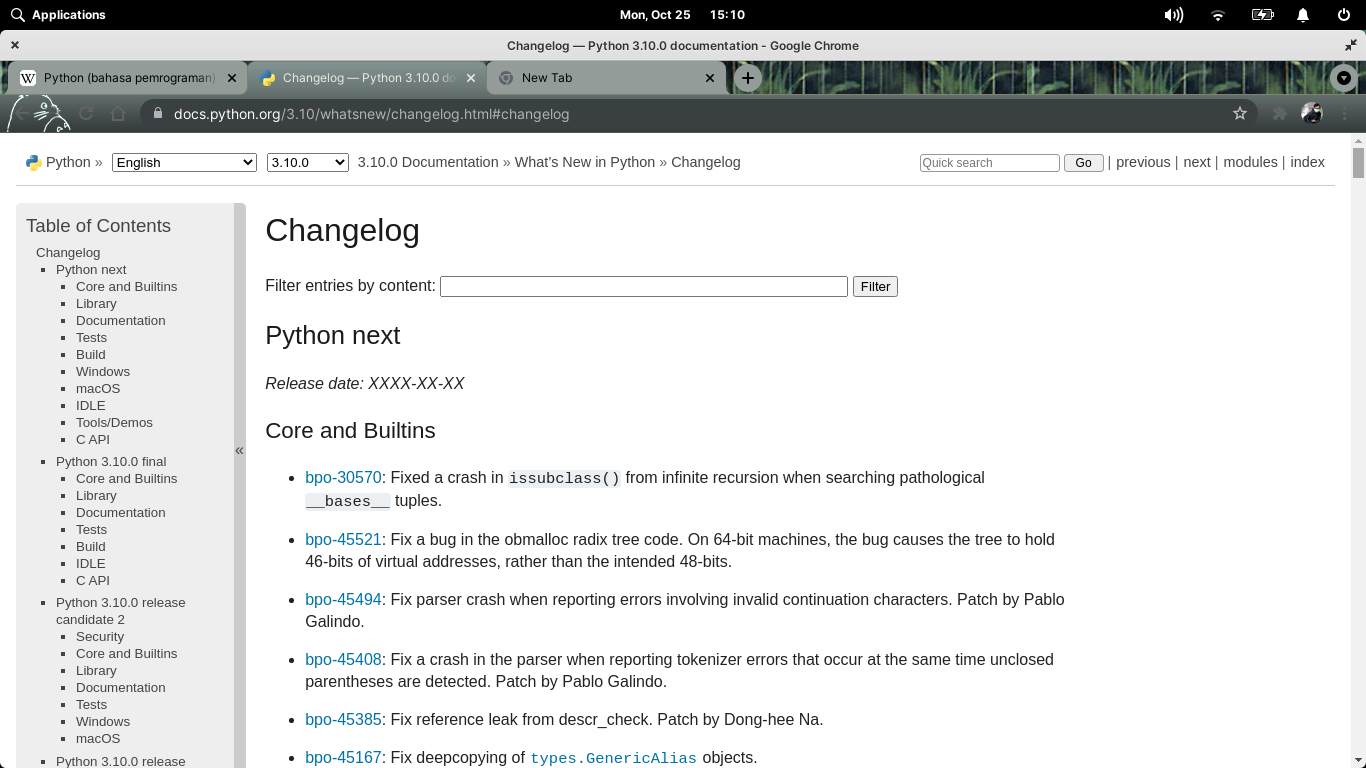 Applications
Mon, Oct 25 15:10
Changelog — Python 3.10.0 documentation - Google Chrome
W Python (bahasa pemrograman)
Changelog — Python 3.10.0 do
New Tab
docs.python.org/3.10/whatsnew/changelog.html#changelog
Python » English 3.10.0 3.10.0 Documentation » What’s New in Python » Changelog
Quick search Go | previous | next | modules | index
Table of Contents
Changelog
Python next
Core and Builtins
Library
Documentation
Tests
Build
Windows
macOS
IDLE
Tools/Demos
C API
Python 3.10.0 final
Core and Builtins
Library
Documentation
Tests
Build
IDLE
C API
Python 3.10.0 release
candidate 2
Security
Core and Builtins
Library
Documentation
Tests
Windows
macOS
Python 3.10.0 release
«
Changelog
Filter entries by content: Filter
Python next
Release date: XXXX-XX-XX
Core and Builtins
bpo-30570: Fixed a crash in issubclass() from infinite recursion when searching pathological
__bases__ tuples.
bpo-45521: Fix a bug in the obmalloc radix tree code. On 64-bit machines, the bug causes the tree to hold
46-bits of virtual addresses, rather than the intended 48-bits.
bpo-45494: Fix parser crash when reporting errors involving invalid continuation characters. Patch by Pablo
Galindo.
bpo-45408: Fix a crash in the parser when reporting tokenizer errors that occur at the same time unclosed
parentheses are detected. Patch by Pablo Galindo.
bpo-45385: Fix reference leak from descr_check. Patch by Dong-hee Na.
bpo-45167: Fix deepcopying of types.GenericAlias objects.